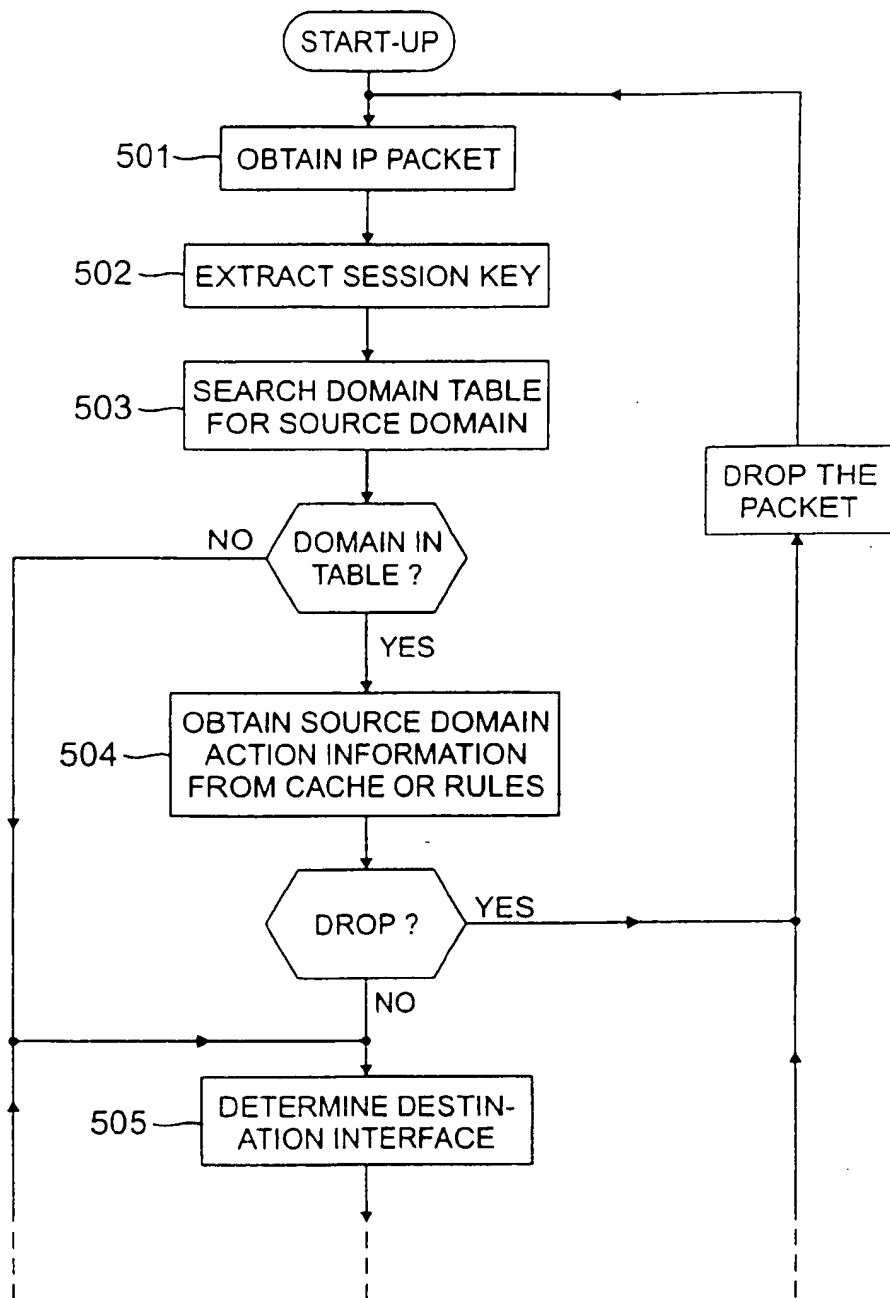 START-UP
501
OBTAIN IP PACKET
502
EXTRACT SESSION KEY
503
SEARCH DOMAIN TABLE
FOR SOURCE DOMAIN
DROP THE
PACKET
NO
DOMAIN IN
TABLE ?
YES
504
OBTAIN SOURCE DOMAIN
ACTION INFORMATION
FROM CACHE OR RULES
DROP ?
YES
NO
505
DETERMINE DESTIN-
ATION INTERFACE